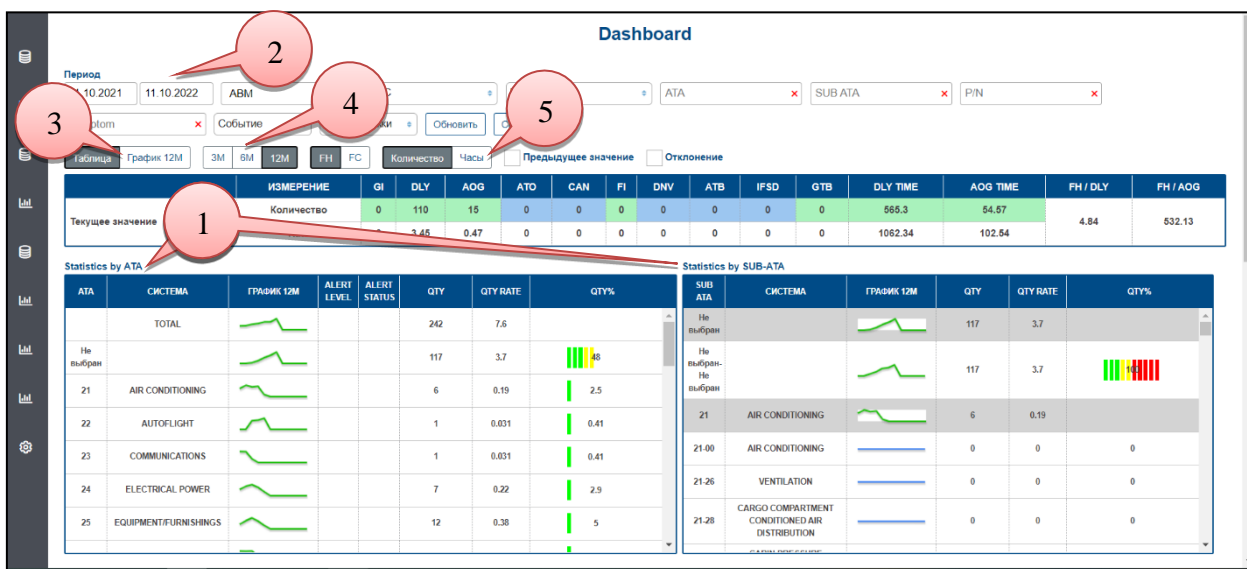 Dashboard
2
Период
.10.2021 11.10.2022 АВМ ATA × SUB ATA × P/N ×
3 4 5
ptom × Событие Обновить
Таблица График 12М 3М 6М 12М FH FC Количество Часы Предыдущее значение Отклонение
ИЗМЕРЕНИЕ GI DLY AOG ATO CAN FI DNV ATB IFSD GTB DLY TIME AOG TIME FH / DLY FH / AOG
Текущее значение Количество 0 110 15 0 0 0 0 0 0 0 565.3 54.57 4.84 532.13
1 3.45 0.47 0 0 0 0 0 0 0 1062.34 102.54
Statistics by ATA
ATA СИСТЕМА ГРАФИК 12М ALERT LEVEL ALERT STATUS QTY QTY RATE QTY%
TOTAL 242 7.6
Не выбран 117 3.7 48
21 AIR CONDITIONING 6 0.19 2.5
22 AUTOFLIGHT 1 0.031 0.41
23 COMMUNICATIONS 1 0.031 0.41
24 ELECTRICAL POWER 7 0.22 2.9
25 EQUIPMENT/FURNISHINGS 12 0.38 5
Statistics by SUB-ATA
SUB ATA СИСТЕМА ГРАФИК 12М QTY QTY RATE QTY%
Не выбран 117 3.7
Не выбран-Не выбран 117 3.7 100
21 AIR CONDITIONING 6 0.19
21-00 AIR CONDITIONING 0 0 0
21-26 VENTILATION 0 0 0
21-28 CARGO COMPARTMENT CONDITIONED AIR DISTRIBUTION 0 0 0